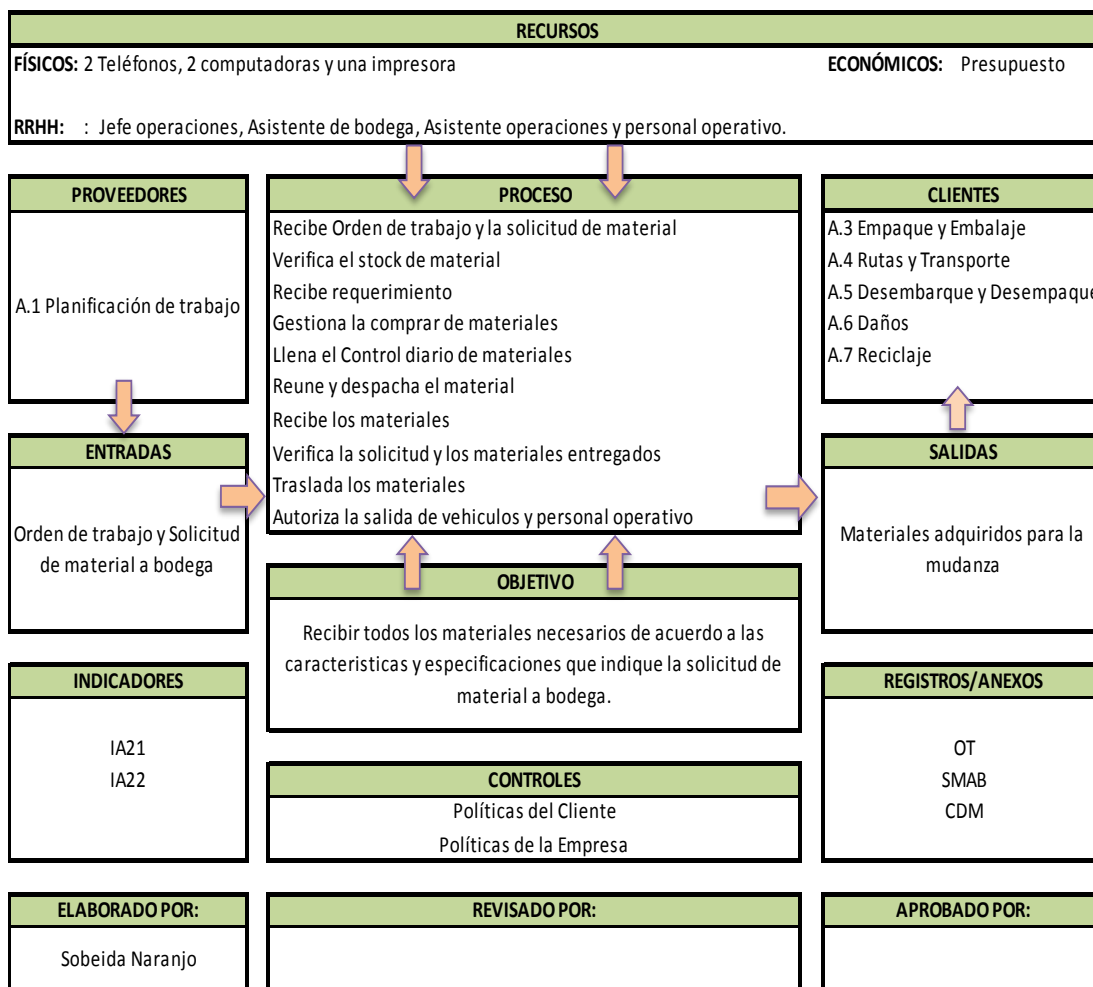 RECURSOS
FÍSICOS: 2 Teléfonos, 2 computadoras y una impresora
ECONÓMICOS: Presupuesto
RRHH: : Jefe operaciones, Asistente de bodega, Asistente operaciones y personal operativo.
PROVEEDORES
A.1 Planificación de trabajo
PROCESO
Recibe Orden de trabajo y la solicitud de material
Verifica el stock de material
Recibe requerimiento
Gestiona la comprar de materiales
Llena el Control diario de materiales
Reune y despacha el material
Recibe los materiales
Verifica la solicitud y los materiales entregados
Traslada los materiales
Autoriza la salida de vehiculos y personal operativo
CLIENTES
A.3 Empaque y Embalaje
A.4 Rutas y Transporte
A.5 Desembarque y Desempaque
A.6 Daños
A.7 Reciclaje
ENTRADAS
Orden de trabajo y Solicitud
de material a bodega
SALIDAS
Materiales adquiridos para la
mudanza
OBJETIVO
Recibir todos los materiales necesarios de acuerdo a las
caracteristicas y especificaciones que indique la solicitud de
material a bodega.
INDICADORES
IA21
IA22
CONTROLES
Políticas del Cliente
Políticas de la Empresa
REGISTROS/ANEXOS
OT
SMAB
CDM
ELABORADO POR:
Sobeida Naranjo
REVISADO POR:
APROBADO POR: